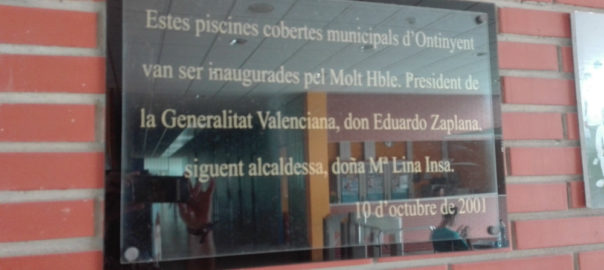 Estes piscines cobertes municipals d'Ontinyent
van ser inaugurades pel Molt Hble. President de
la Generalitat Valenciana, don Eduardo Zaplana,
siguent alcaldessa, doña Mª Lina Insa.
10 d'octubre de 2001